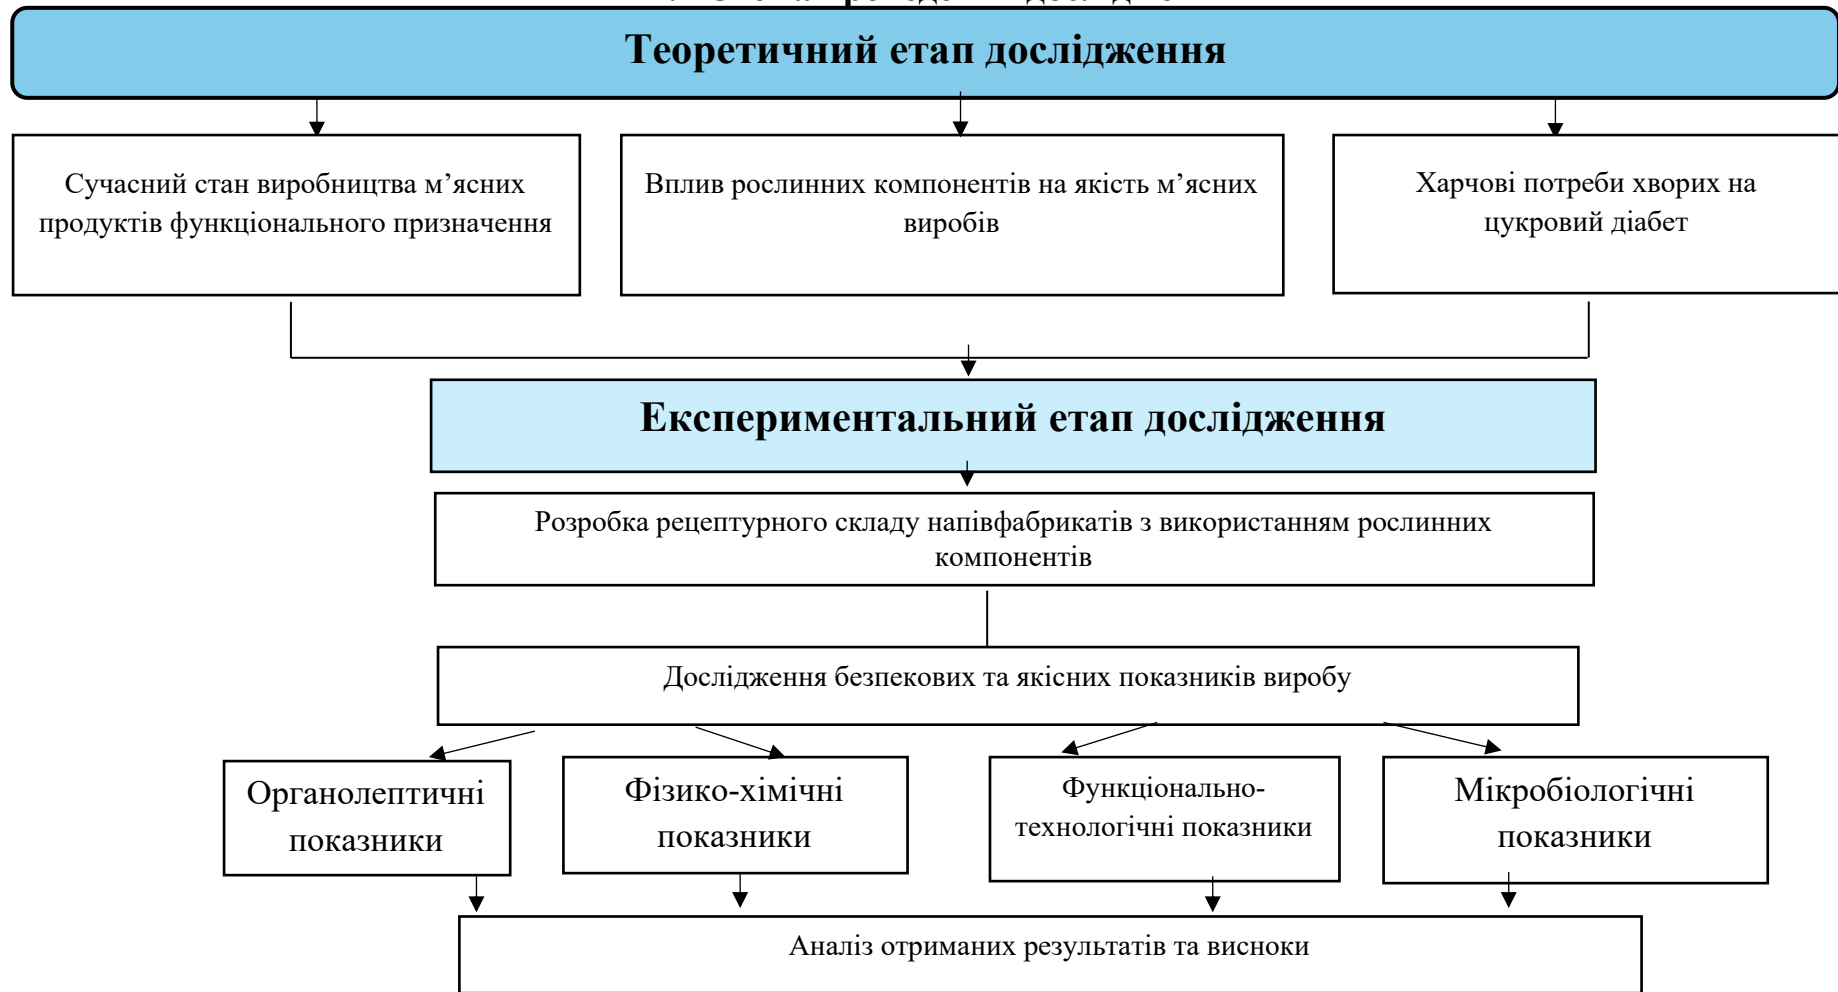 Теоретичний етап дослідження
Сучасний стан виробництва м’ясних
продуктів функціонального призначення
Вплив рослинних компонентів на якість м’ясних
виробів
Харчові потреби хворих на
цукровий діабет
Експериментальний етап дослідження
Розробка рецептурного складу напівфабрикатів з використанням рослинних
компонентів
Дослідження безпекових та якісних показників виробу
Органолептичні
показники
Фізико-хімічні
показники
Функціонально-
технологічні показники
Мікробіологічні
показники
Аналіз отриманих результатів та висноки